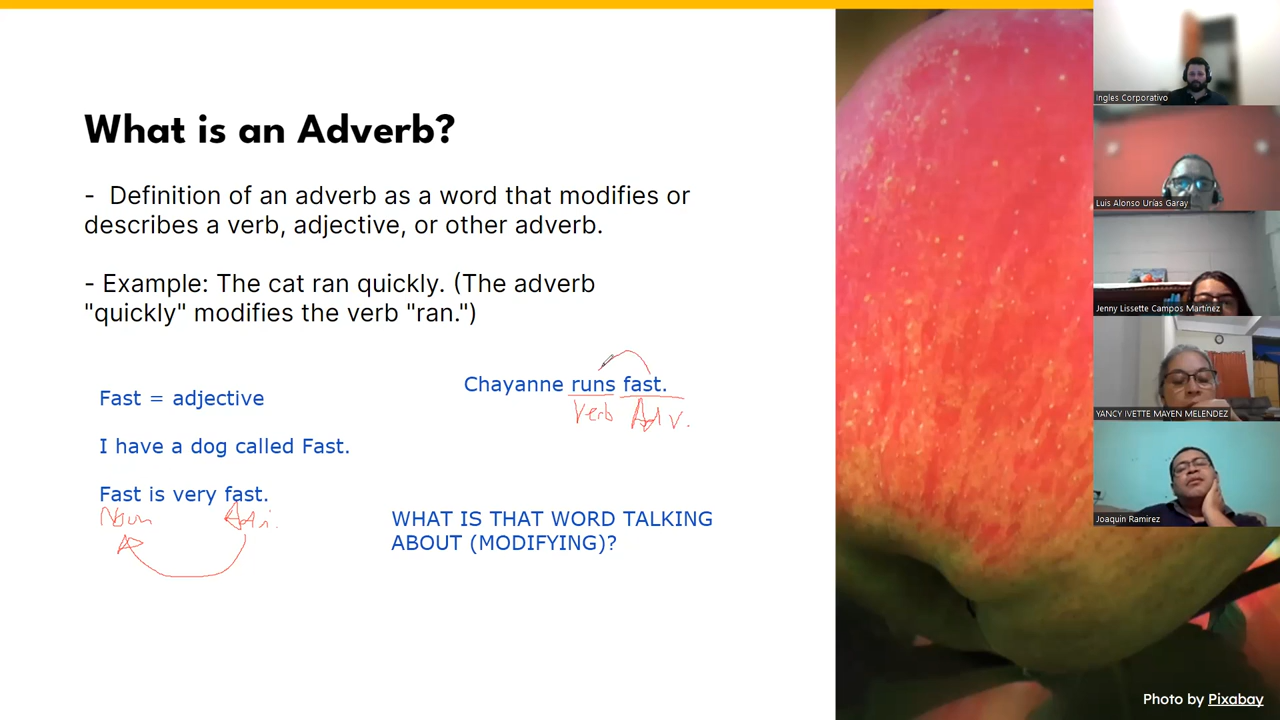 What is an Adverb?
- Definition of an adverb as a word that modifies or
describes a verb, adjective, or other adverb.
- Example: The cat ran quickly. (The adverb
"quickly" modifies the verb "ran.")
Fast = adjective
I have a dog called Fast.
Fast is very fast.
Noun Adj.
Chayanne runs fast.
Verb Adv.
WHAT IS THAT WORD TALKING
ABOUT (MODIFYING)?
Ingles Corporativo
Luis Alonso Urías Garay
Jenny Lissette Campos Martínez
YANCY IVETTE MAYEN MELENDEZ
Joaquin Ramirez
Photo by Pixabay